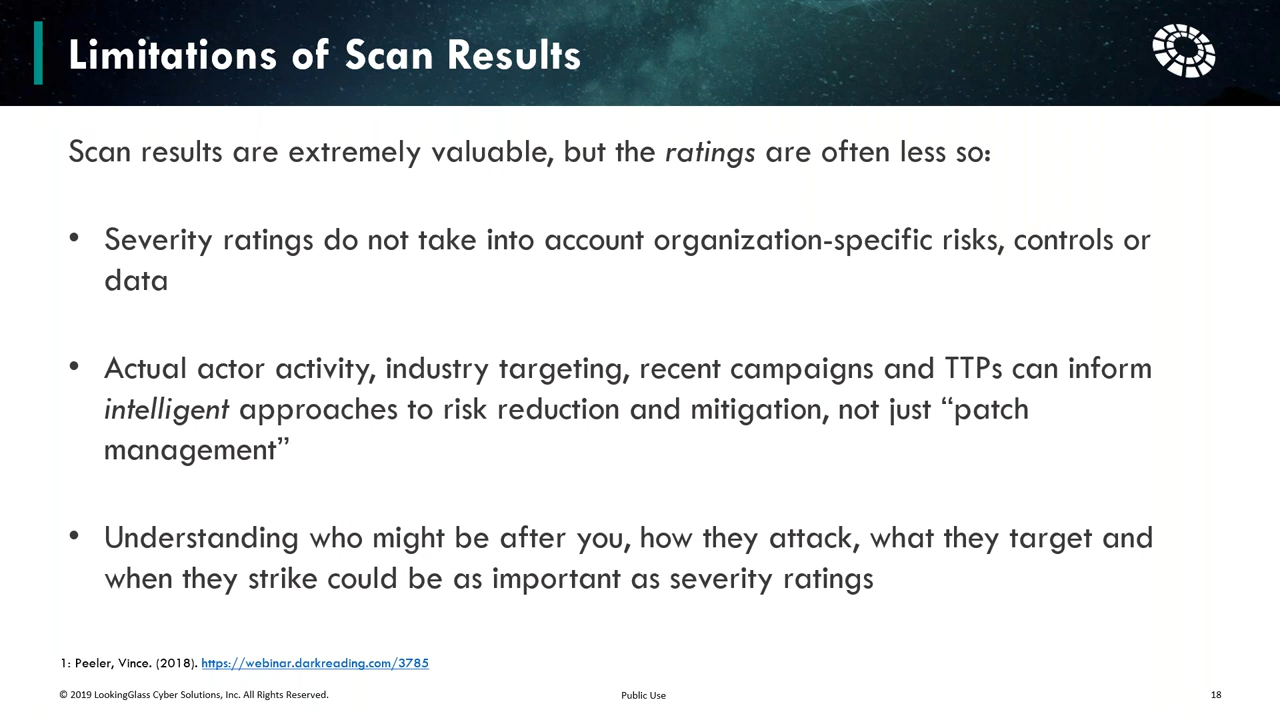 Limitations of Scan Results
Scan results are extremely valuable, but the ratings are often less so:
• Severity ratings do not take into account organization-specific risks, controls or
data
• Actual actor activity, industry targeting, recent campaigns and TTPs can inform
intelligent approaches to risk reduction and mitigation, not just “patch
management”
• Understanding who might be after you, how they attack, what they target and
when they strike could be as important as severity ratings
1: Peeler, Vince. (2018). https://webinar.darkreading.com/3785
© 2019 LookingGlass Cyber Solutions, Inc. All Rights Reserved.
Public Use
18